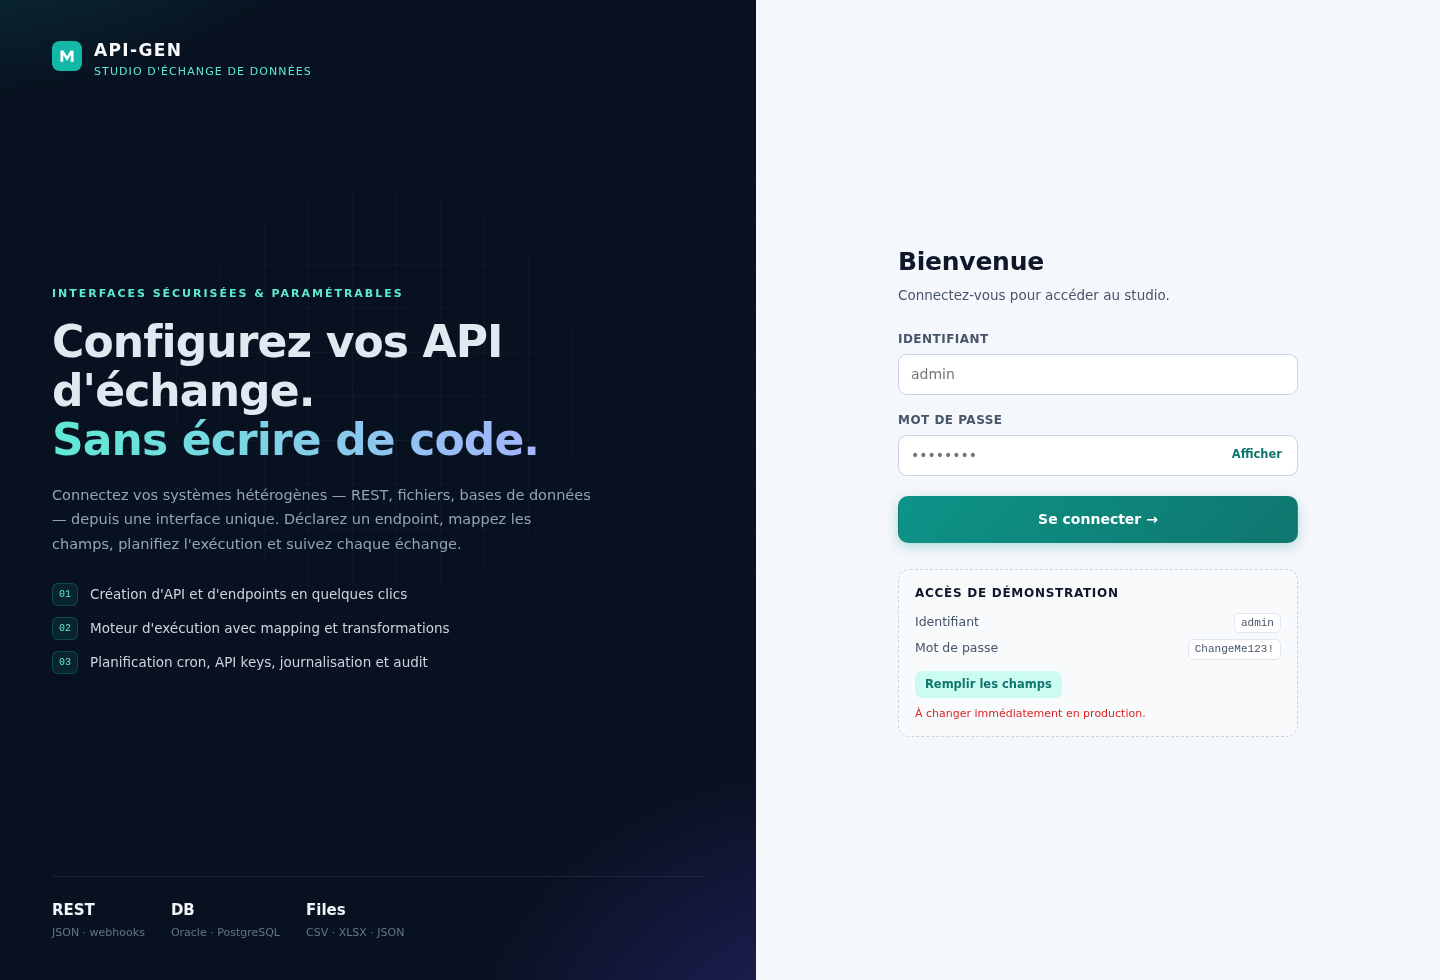 API-GEN
STUDIO D'ÉCHANGE DE DONNÉES
INTERFACES SÉCURISÉES & PARAMÉTRABLES
Configurez vos API
d'échange.
Sans écrire de code.
Connectez vos systèmes hétérogènes — REST, fichiers, bases de données
— depuis une interface unique. Déclarez un endpoint, mappez les
champs, planifiez l'exécution et suivez chaque échange.
01 Création d'API et d'endpoints en quelques clics
02 Moteur d'exécution avec mapping et transformations
03 Planification cron, API keys, journalisation et audit
REST
JSON · webhooks
DB
Oracle · PostgreSQL
Files
CSV · XLSX · JSON
Bienvenue
Connectez-vous pour accéder au studio.
IDENTIFIANT
admin
MOT DE PASSE
•••••••• Afficher
Se connecter →
ACCÈS DE DÉMONSTRATION
Identifiant admin
Mot de passe ChangeMe123!
Remplir les champs
À changer immédiatement en production.